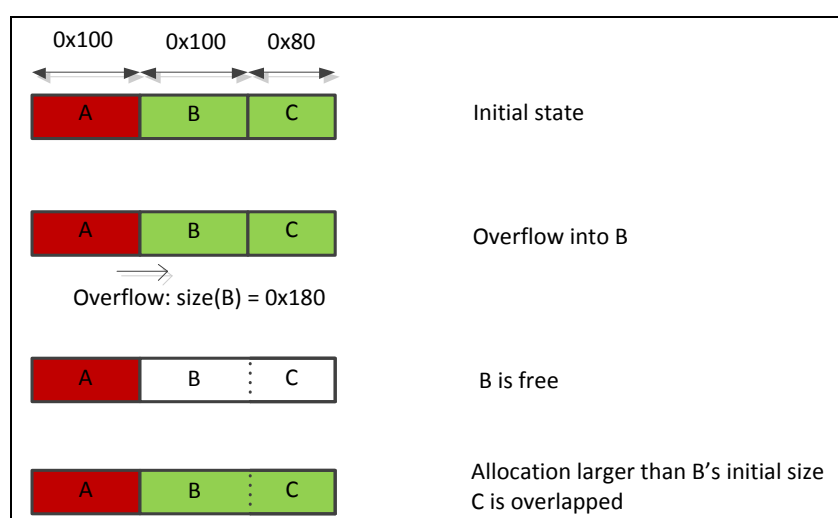 0x100 0x100 0x80
A B C Initial state
A B C Overflow into B
Overflow: size(B) = 0x180
A B C B is free
A B C Allocation larger than B’s initial size
C is overlapped